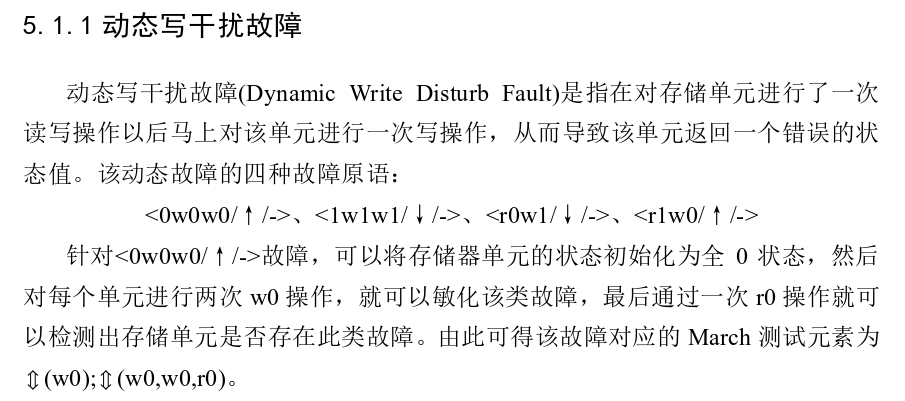 5.1.1 动态写干扰故障
动态写干扰故障(Dynamic Write Disturb Fault)是指在对存储单元进行了一次
读写操作以后马上对该单元进行一次写操作，从而导致该单元返回一个错误的状
态值。该动态故障的四种故障原语：
<0w0w0/↑/->、<1w1w1/↓/->、<r0w1/↓/->、<r1w0/↑/->
针对<0w0w0/↑/->故障，可以将存储器单元的状态初始化为全 0 状态，然后
对每个单元进行两次 w0 操作，就可以敏化该类故障，最后通过一次 r0 操作就可
以检测出存储单元是否存在此类故障。由此可得该故障对应的 March 测试元素为
⇕(w0);⇕(w0,w0,r0)。